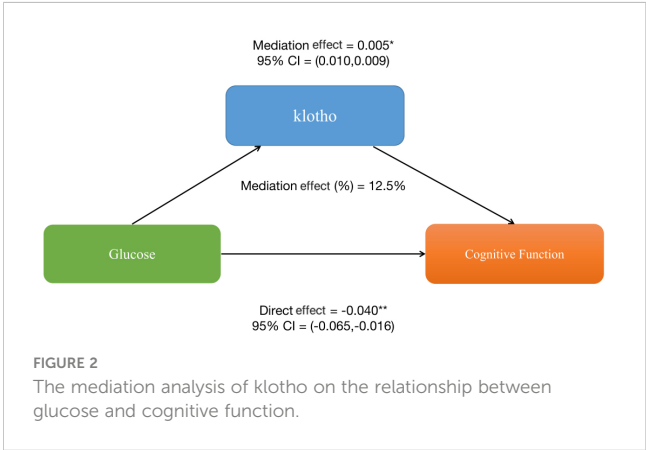 Mediation effect = 0.005*
95% CI = (0.010,0.009)
klotho
Mediation effect (%) = 12.5%
Glucose
Cognitive Function
Direct effect = -0.040**
95% CI = (-0.065,-0.016)
FIGURE 2
The mediation analysis of klotho on the relationship between
glucose and cognitive function.